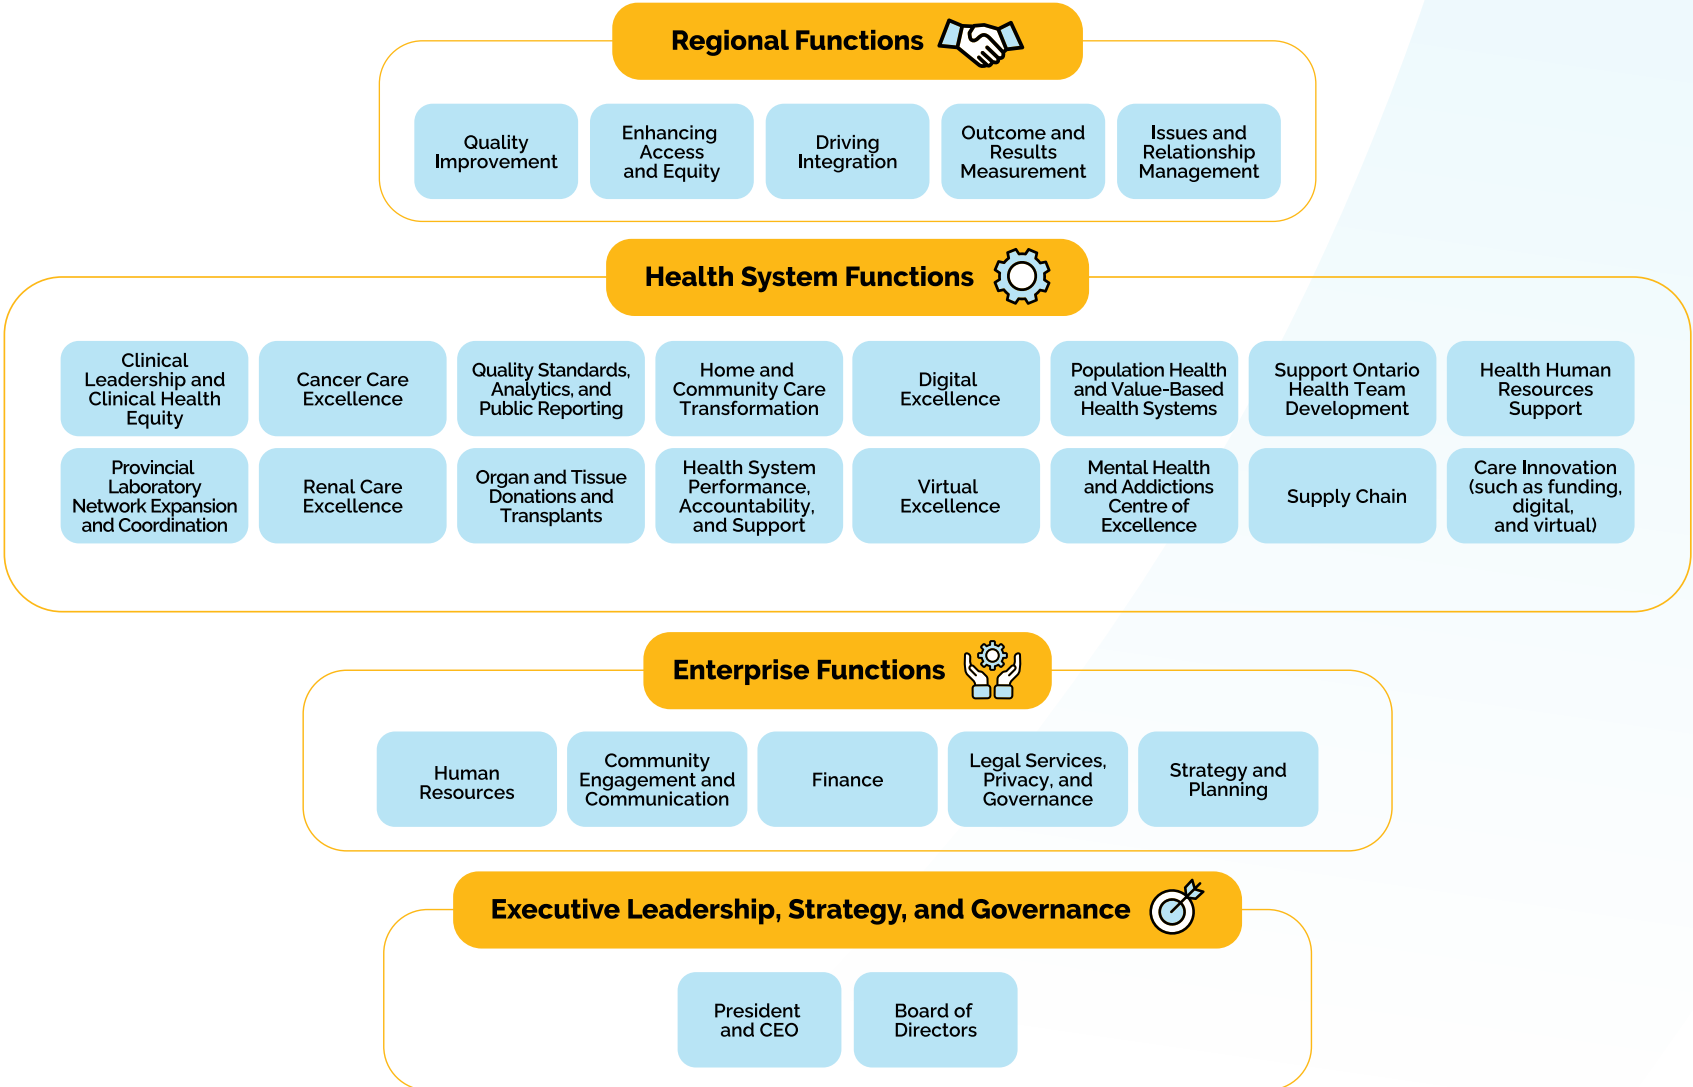 Regional Functions
Quality
Improvement
Enhancing
Access
and Equity
Driving
Integration
Outcome and
Results
Measurement
Issues and
Relationship
Management
Health System Functions
Clinical
Leadership and
Clinical Health
Equity
Cancer Care
Excellence
Quality Standards,
Analytics, and
Public Reporting
Home and
Community Care
Transformation
Digital
Excellence
Population Health
and Value-Based
Health Systems
Support Ontario
Health Team
Development
Health Human
Resources
Support
Provincial
Laboratory
Network Expansion
and Coordination
Renal Care
Excellence
Organ and Tissue
Donations and
Transplants
Health System
Performance,
Accountability,
and Support
Virtual
Excellence
Mental Health
and Addictions
Centre of
Excellence
Supply Chain
Care Innovation
(such as funding,
digital,
and virtual)
Enterprise Functions
Human
Resources
Community
Engagement and
Communication
Finance
Legal Services,
Privacy, and
Governance
Strategy and
Planning
Executive Leadership, Strategy, and Governance
President
and CEO
Board of
Directors